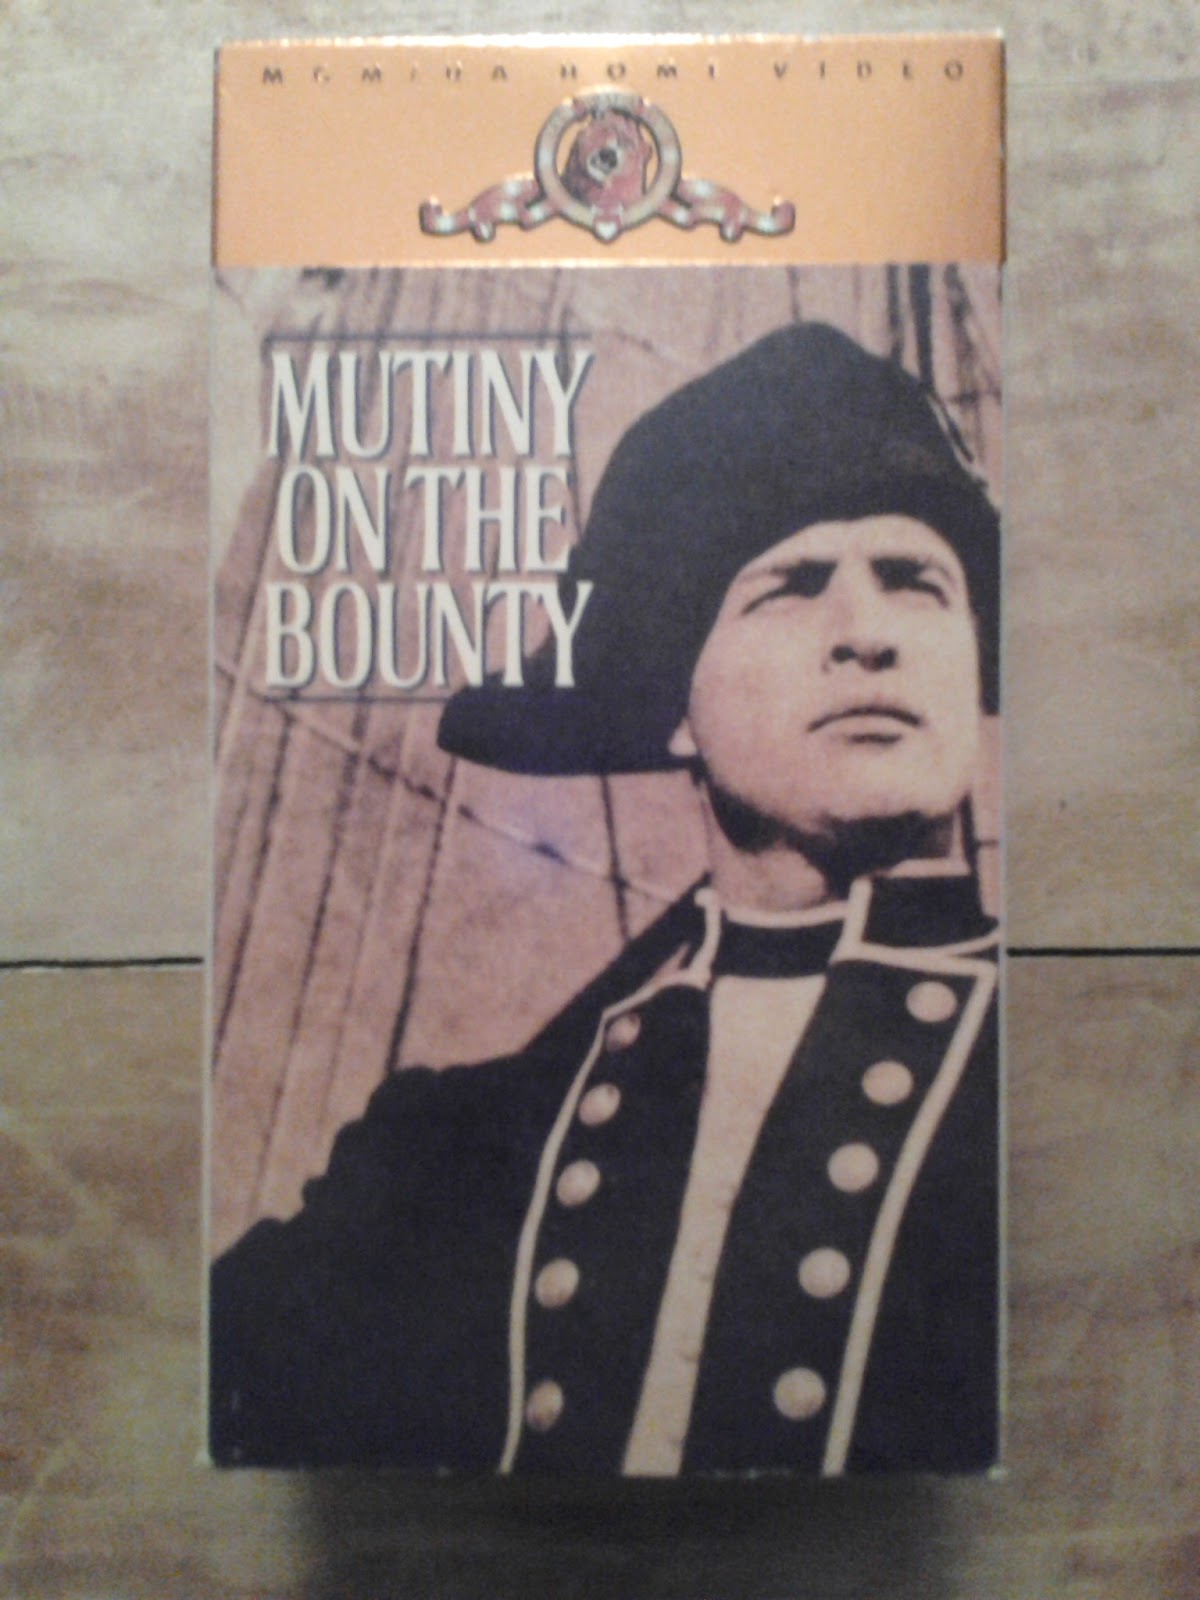 MGM/UA HOME VIDEO
MUTINY
ON THE
BOUNTY